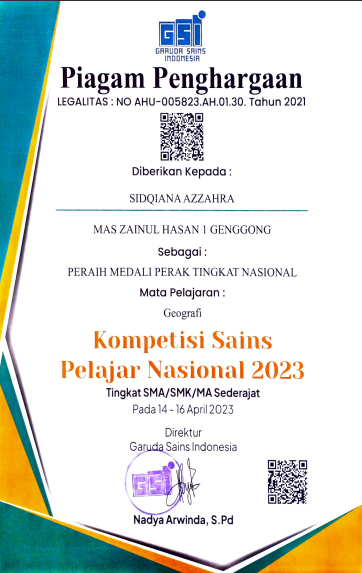 GSI
GARUDA SAINS
INDONESIA
Piagam Penghargaan
LEGALITAS : NO AHU-005823.AH.01.30. Tahun 2021
Diberikan Kepada :
SIDQIANA AZZAHRA
MAS ZAINUL HASAN 1 GENGGONG
Sebagai :
PERAIH MEDALI PERAK TINGKAT NASIONAL
Mata Pelajaran :
Geografi
Kompetisi Sains
Pelajar Nasional 2023
Tingkat SMA/SMK/MA Sederajat
Pada 14 - 16 April 2023
Direktur
Garuda Sains Indonesia
GSI
Nadya Arwinda, S.Pd